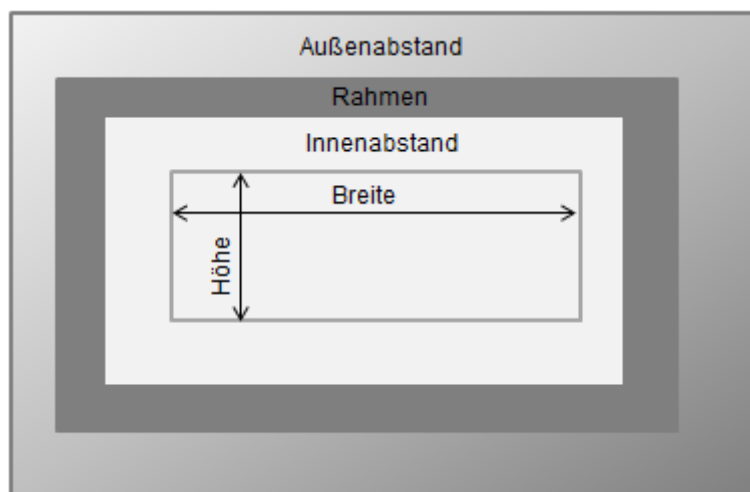 Außenabstand
Rahmen
Innenabstand
Breite
Höhe